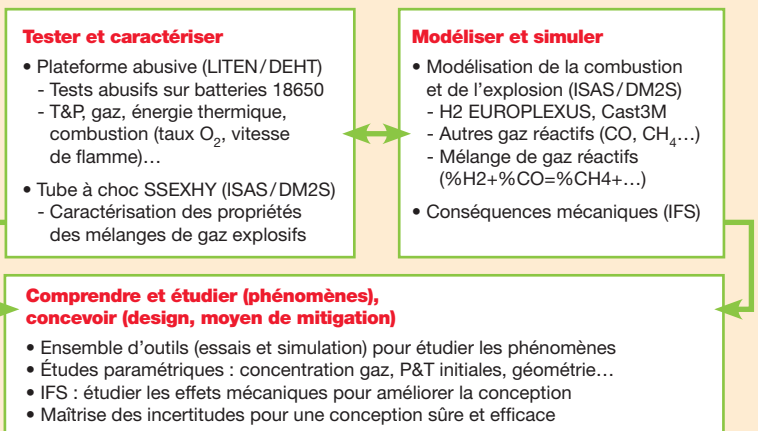 Tester et caractériser
• Plateforme abusive (LITEN/DEHT)
- Tests abusifs sur batteries 18650
- T&P, gaz, énergie thermique,
combustion (taux O2, vitesse
de flamme)…
• Tube à choc SSEXHY (ISAS/DM2S)
- Caractérisation des propriétés
des mélanges de gaz explosifs
Modéliser et simuler
• Modélisation de la combustion
et de l’explosion (ISAS/DM2S)
- H2 EUROPLEXUS, Cast3M
- Autres gaz réactifs (CO, CH4…)
- Mélange de gaz réactifs
(%H2+%CO=%CH4+…)
• Conséquences mécaniques (IFS)
Comprendre et étudier (phénomènes),
concevoir (design, moyen de mitigation)
• Ensemble d’outils (essais et simulation) pour étudier les phénomènes
• Études paramétriques : concentration gaz, P&T initiales, géométrie…
• IFS : étudier les effets mécaniques pour améliorer la conception
• Maîtrise des incertitudes pour une conception sûre et efficace